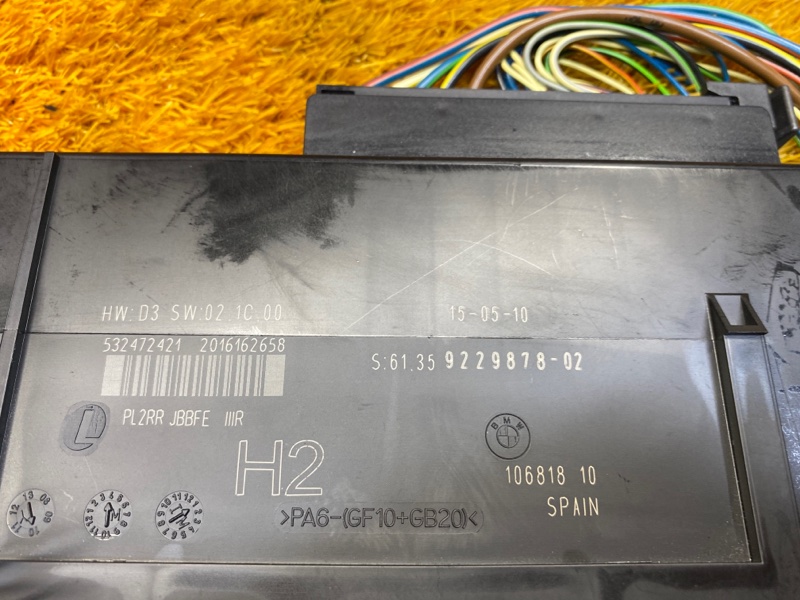 HW: D3 SW:02.1C.00 15-05-10
532472421 2016162658
S:61.35 9229878-02
PL2RR JBBFE IIIR
BMW
H2
106818 10
SPAIN
>PA6-(GF10+GB20)<